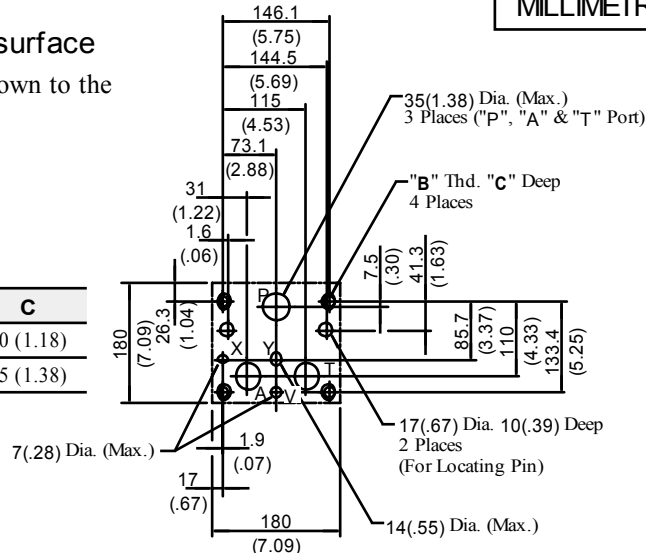 MILLIMETR
surface
own to the
146.1
(5.75)
144.5
(5.69)
115
(4.53)
73.1
(2.88)
31
(1.22)
1.6
(.06)
35(1.38) Dia. (Max.)
3 Places ("P", "A" & "T" Port)
"B" Thd. "C" Deep
4 Places
7.5
(.30)
41.3
(1.63)
C
0 (1.18)
5 (1.38)
180
(7.09)
26.3
(1.04)
P
X
Y
T
A
V
85.7
(3.37)
110
(4.33)
133.4
(5.25)
7(.28) Dia. (Max.)
1.9
(.07)
17
(.67)
180
(7.09)
17(.67) Dia. 10(.39) Deep
2 Places
(For Locating Pin)
14(.55) Dia. (Max.)